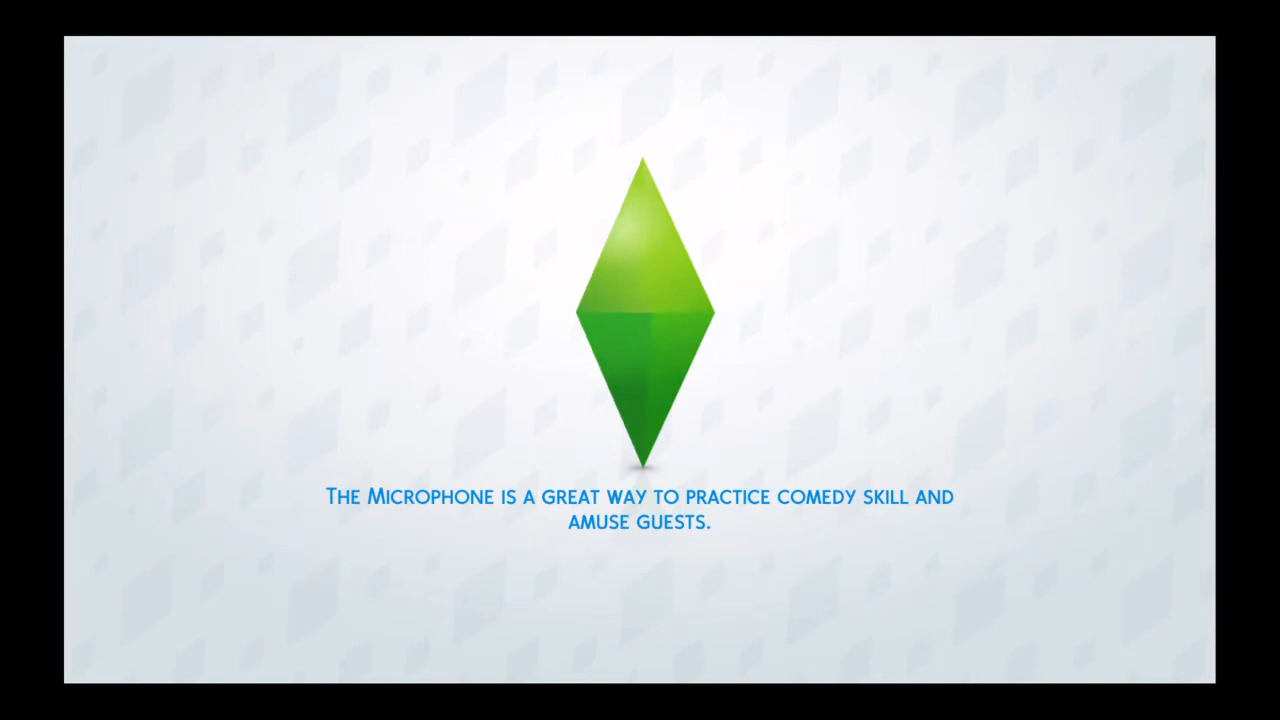 The Microphone is a great way to practice comedy skill and
amuse guests.